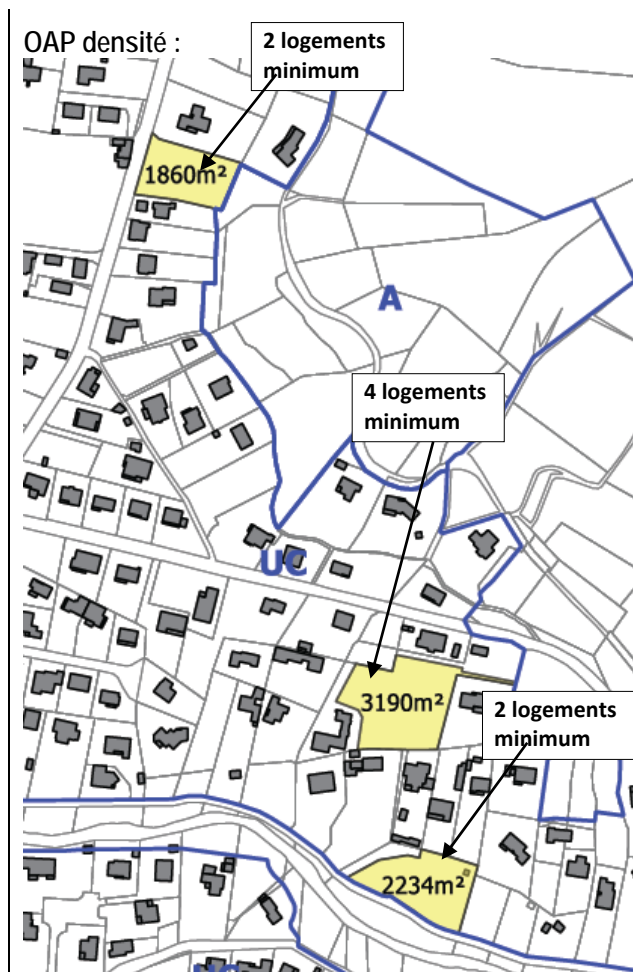 OAP densité :
2 logements
minimum
1860m²
A
4 logements
minimum
UC
3190m²
2 logements
minimum
2234m²